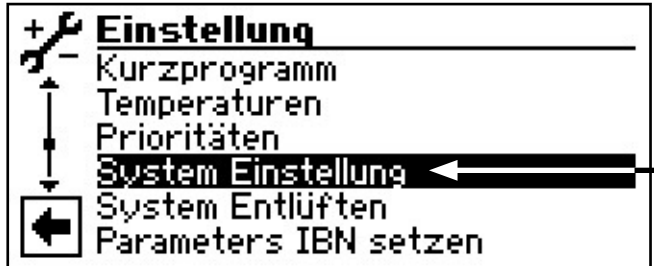 Einstellung
Kurzprogramm
Temperaturen
Prioritäten
System Einstellung
System Entlüften
Parameters IBN setzen